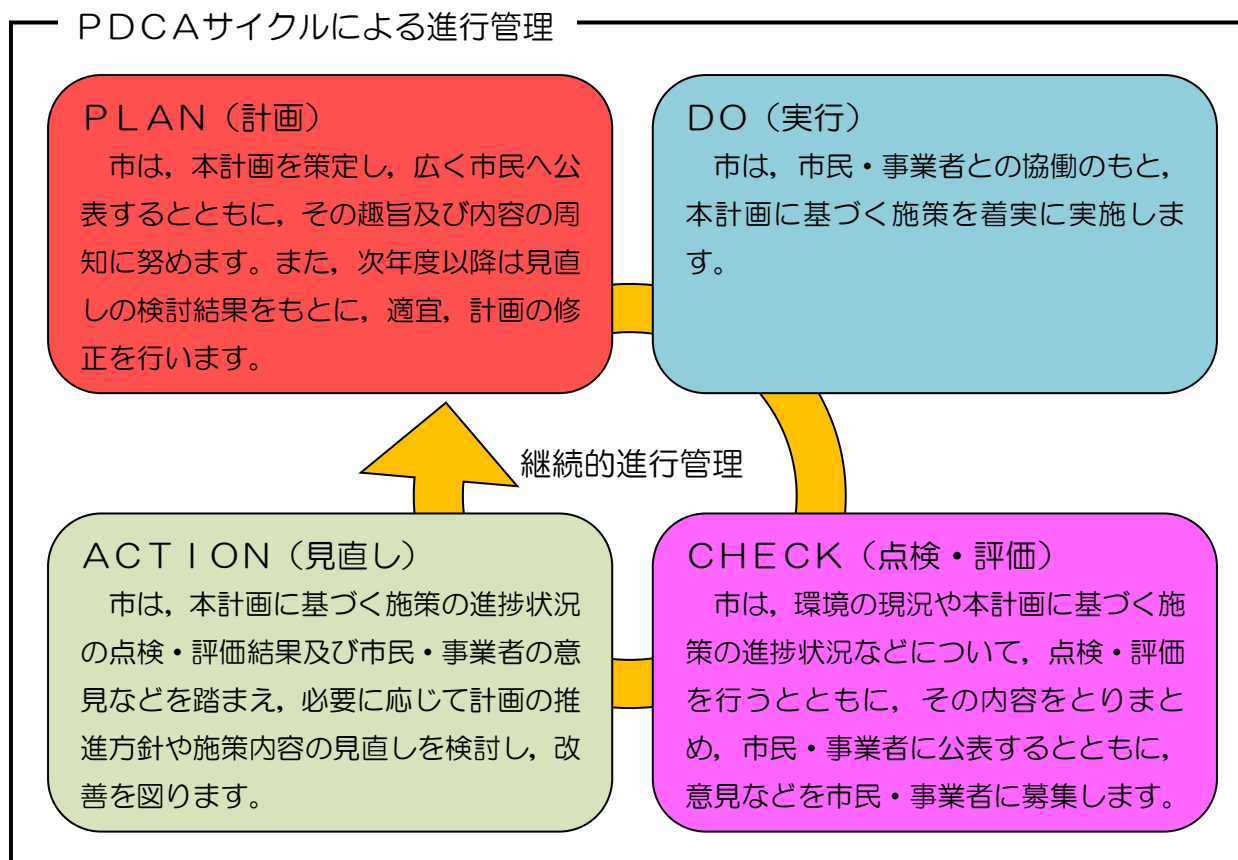 ＰＤＣＡサイクルによる進行管理
ＰＬＡＮ（計画）
　市は，本計画を策定し，広く市民へ公
表するとともに，その趣旨及び内容の周
知に努めます。また，次年度以降は見直
しの検討結果をもとに，適宜，計画の修
正を行います。
ＤＯ（実行）
　市は，市民・事業者との協働のもと，
本計画に基づく施策を着実に実施しま
す。
継続的進行管理
ＡＣＴＩＯＮ（見直し）
　市は，本計画に基づく施策の進捗状況
の点検・評価結果及び市民・事業者の意
見などを踏まえ，必要に応じて計画の推
進方針や施策内容の見直しを検討し，改
善を図ります。
ＣＨＥＣＫ（点検・評価）
　市は，環境の現況や本計画に基づく施
策の進捗状況などについて，点検・評価
を行うとともに，その内容をとりまと
め，市民・事業者に公表するとともに，
意見などを市民・事業者に募集します。